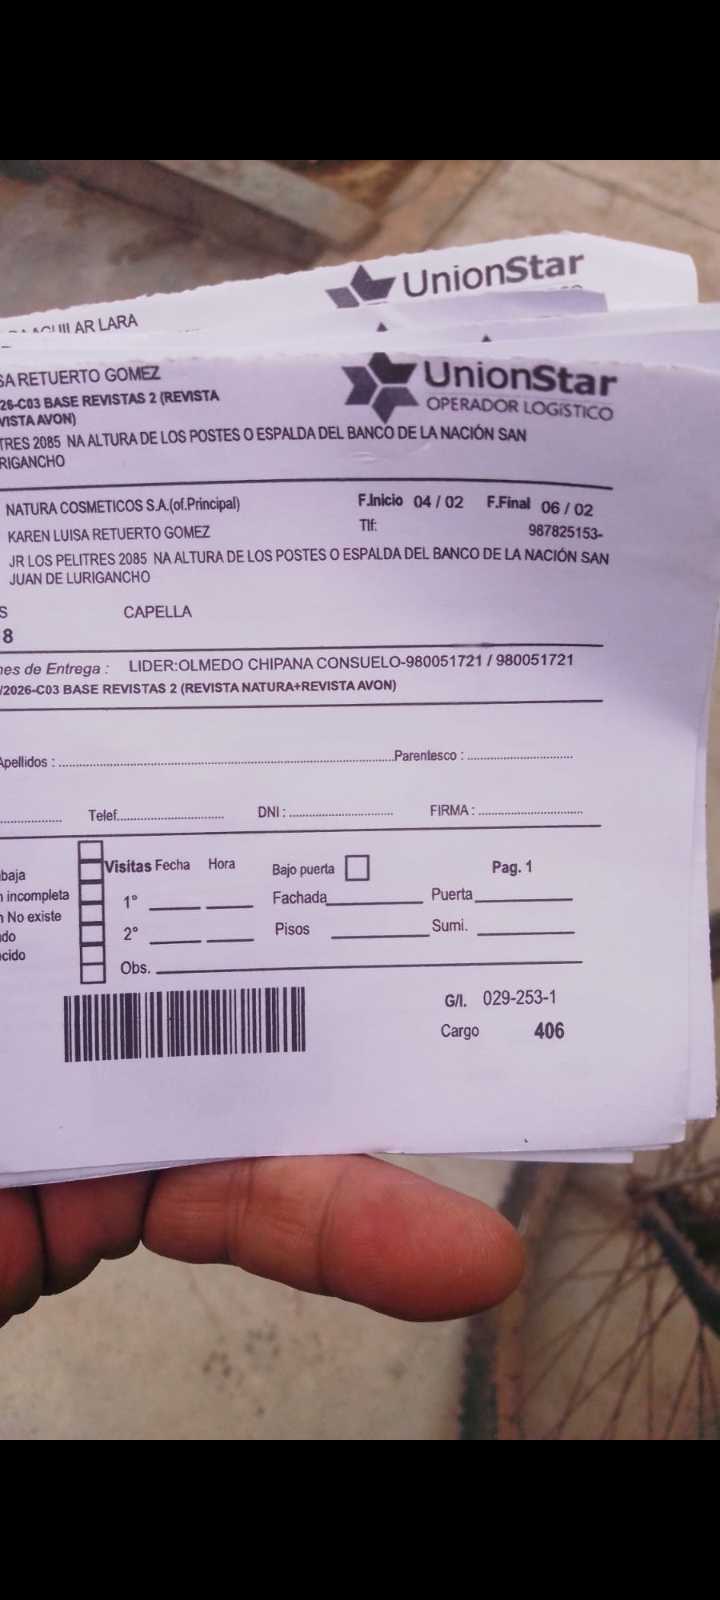 UnionStar
AGUILAR LARA
SA RETUERTO GOMEZ
UnionStar
OPERADOR LOGÍSTICO
26-C03 BASE REVISTAS 2 (REVISTA
VISTA AVON)
TRES 2085 NA ALTURA DE LOS POSTES O ESPALDA DEL BANCO DE LA NACIÓN SAN
RIGANCHO
NATURA COSMETICOS S.A.(of.Principal) F.Inicio 04 / 02 F.Final 06 / 02
KAREN LUISA RETUERTO GOMEZ Tlf: 987825153-
JR LOS PELITRES 2085 NA ALTURA DE LOS POSTES O ESPALDA DEL BANCO DE LA NACIÓN SAN
JUAN DE LURIGANCHO
S CAPELLA
8
nes de Entrega : LIDER:OLMEDO CHIPANA CONSUELO-980051721 / 980051721
/2026-C03 BASE REVISTAS 2 (REVISTA NATURA+REVISTA AVON)
Apellidos : Parentesco :
Telef. DNI : FIRMA :
baja Visitas Fecha Hora Bajo puerta Pag. 1
n incompleta 1° Fachada Puerta
n No existe
do 2° Pisos Sumi.
cido
Obs.
G/I. 029-253-1
Cargo 406